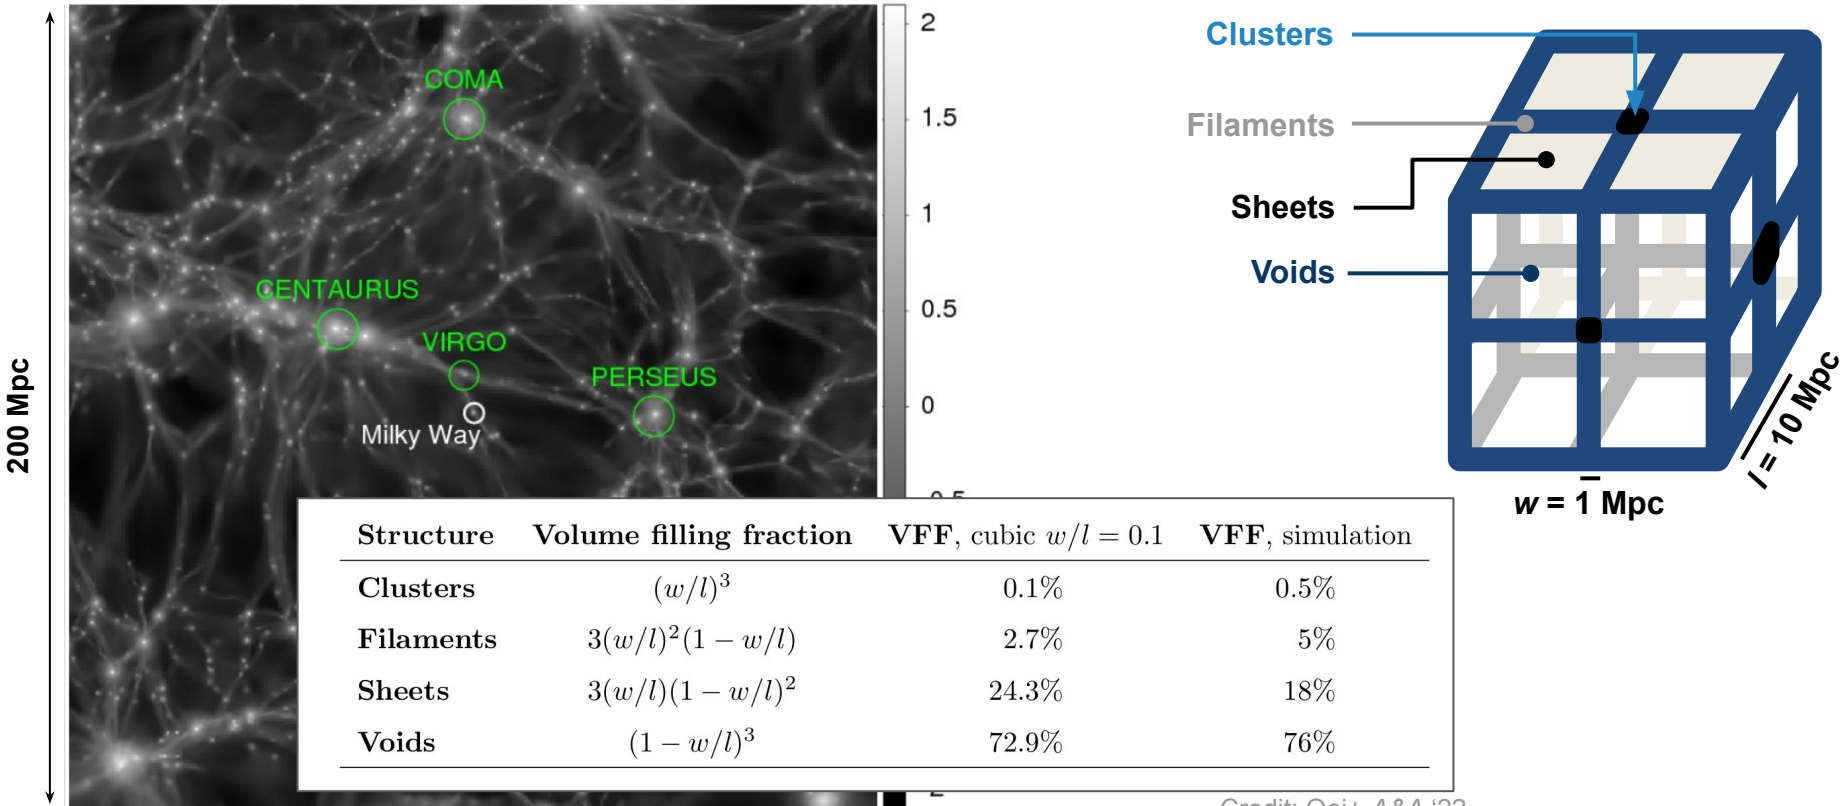 200 Mpc
COMA
CENTAURUS
VIRGO
PERSEUS
Milky Way
2
1.5
1
0.5
0
Clusters
Filaments
Sheets
Voids
l = 10 Mpc
w = 1 Mpc
Structure Volume filling fraction VFF, cubic w/l = 0.1 VFF, simulation
Clusters (w/l)³ 0.1% 0.5%
Filaments 3(w/l)²(1 − w/l) 2.7% 5%
Sheets 3(w/l)(1 − w/l)² 24.3% 18%
Voids (1 − w/l)³ 72.9% 76%